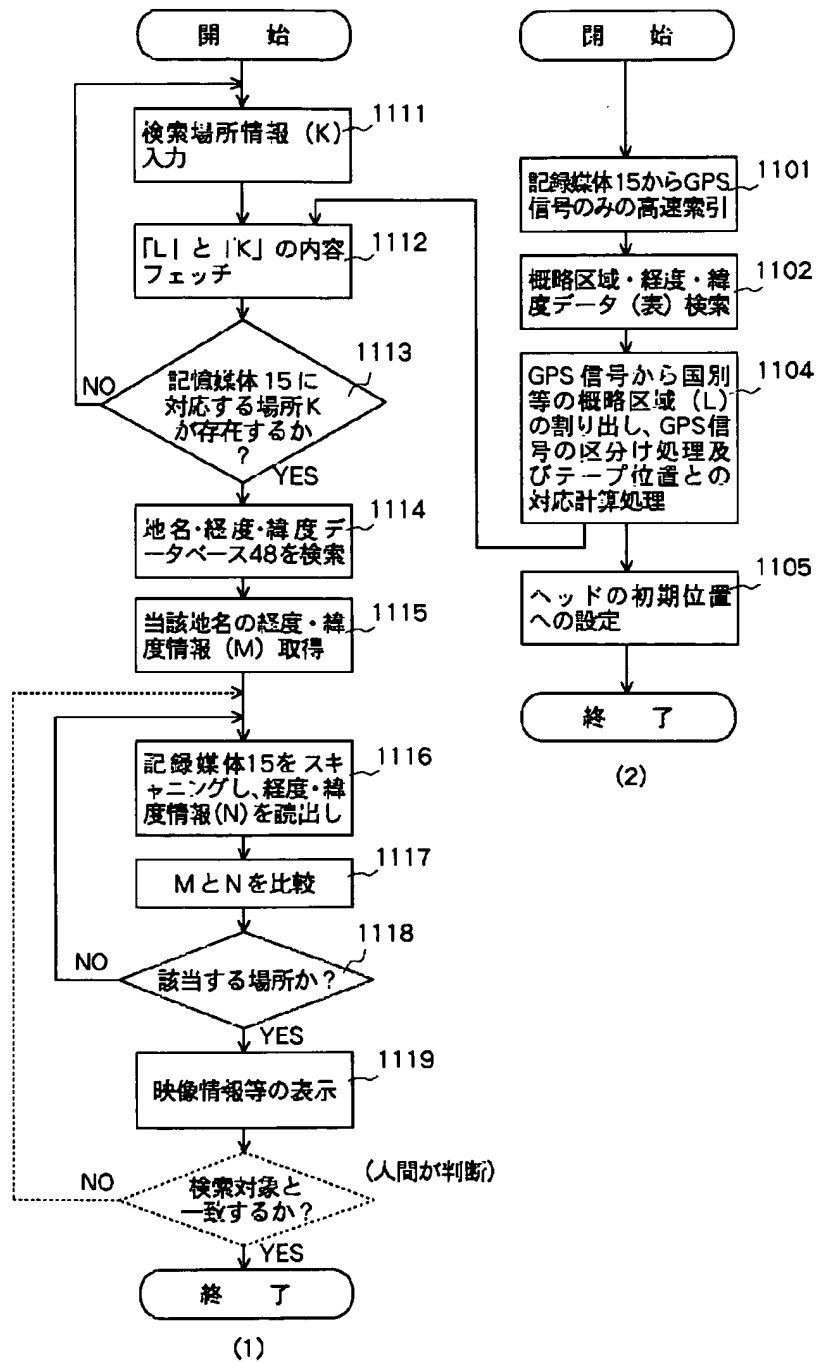 開 始
1111
検索場所情報 (K)
入力
1112
「L」と「K」の内容
フェッチ
1113
記憶媒体15に
対応する場所K
が存在するか
?
NO
YES
1114
地名・経度・緯度デ
ータベース48を検索
1115
当該地名の経度・緯
度情報 (M) 取得
1116
記録媒体15をスキ
ャニングし、経度・緯
度情報(N)を読出し
1117
MとNを比較
1118
NO
該当する場所か?
YES
1119
映像情報等の表示
(人間が判断)
NO
検索対象と
一致するか?
YES
終 了
(1)
開 始
1101
記録媒体15からGPS
信号のみの高速索引
1102
概略区域・経度・緯
度データ (表) 検索
1104
GPS信号から国別
等の概略区域 (L)
の割り出し、GPS信
号の区分け処理及
びテープ位置との
対応計算処理
1105
ヘッドの初期位置
への設定
終 了
(2)